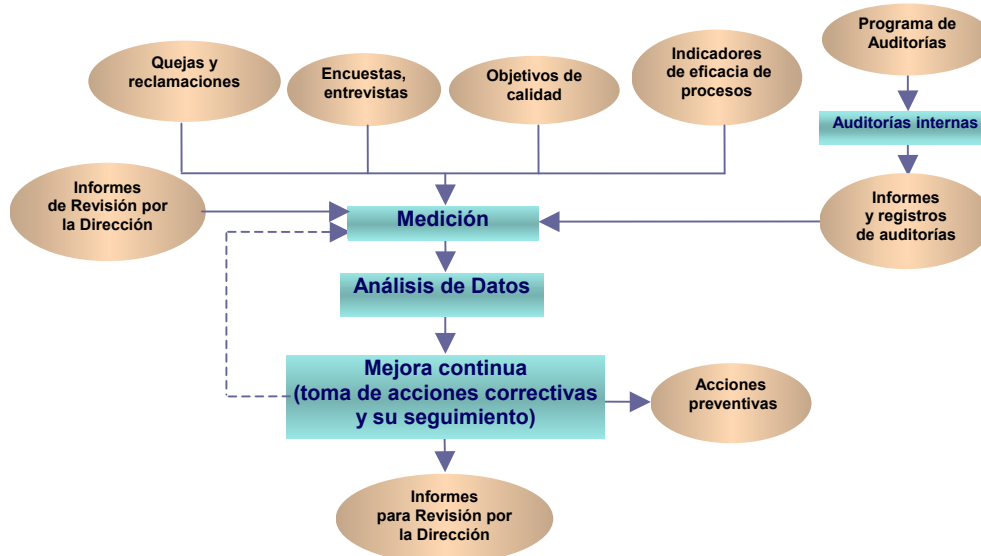 Programa de
Auditorías
Quejas y
reclamaciones
Encuestas,
entrevistas
Objetivos de
calidad
Indicadores
de eficacia de
procesos
Auditorías internas
Informes
de Revisión por
la Dirección
Medición
Informes
y registros
de auditorías
Análisis de Datos
Mejora continua
(toma de acciones correctivas
y su seguimiento)
Acciones
preventivas
Informes
para Revisión por
la Dirección